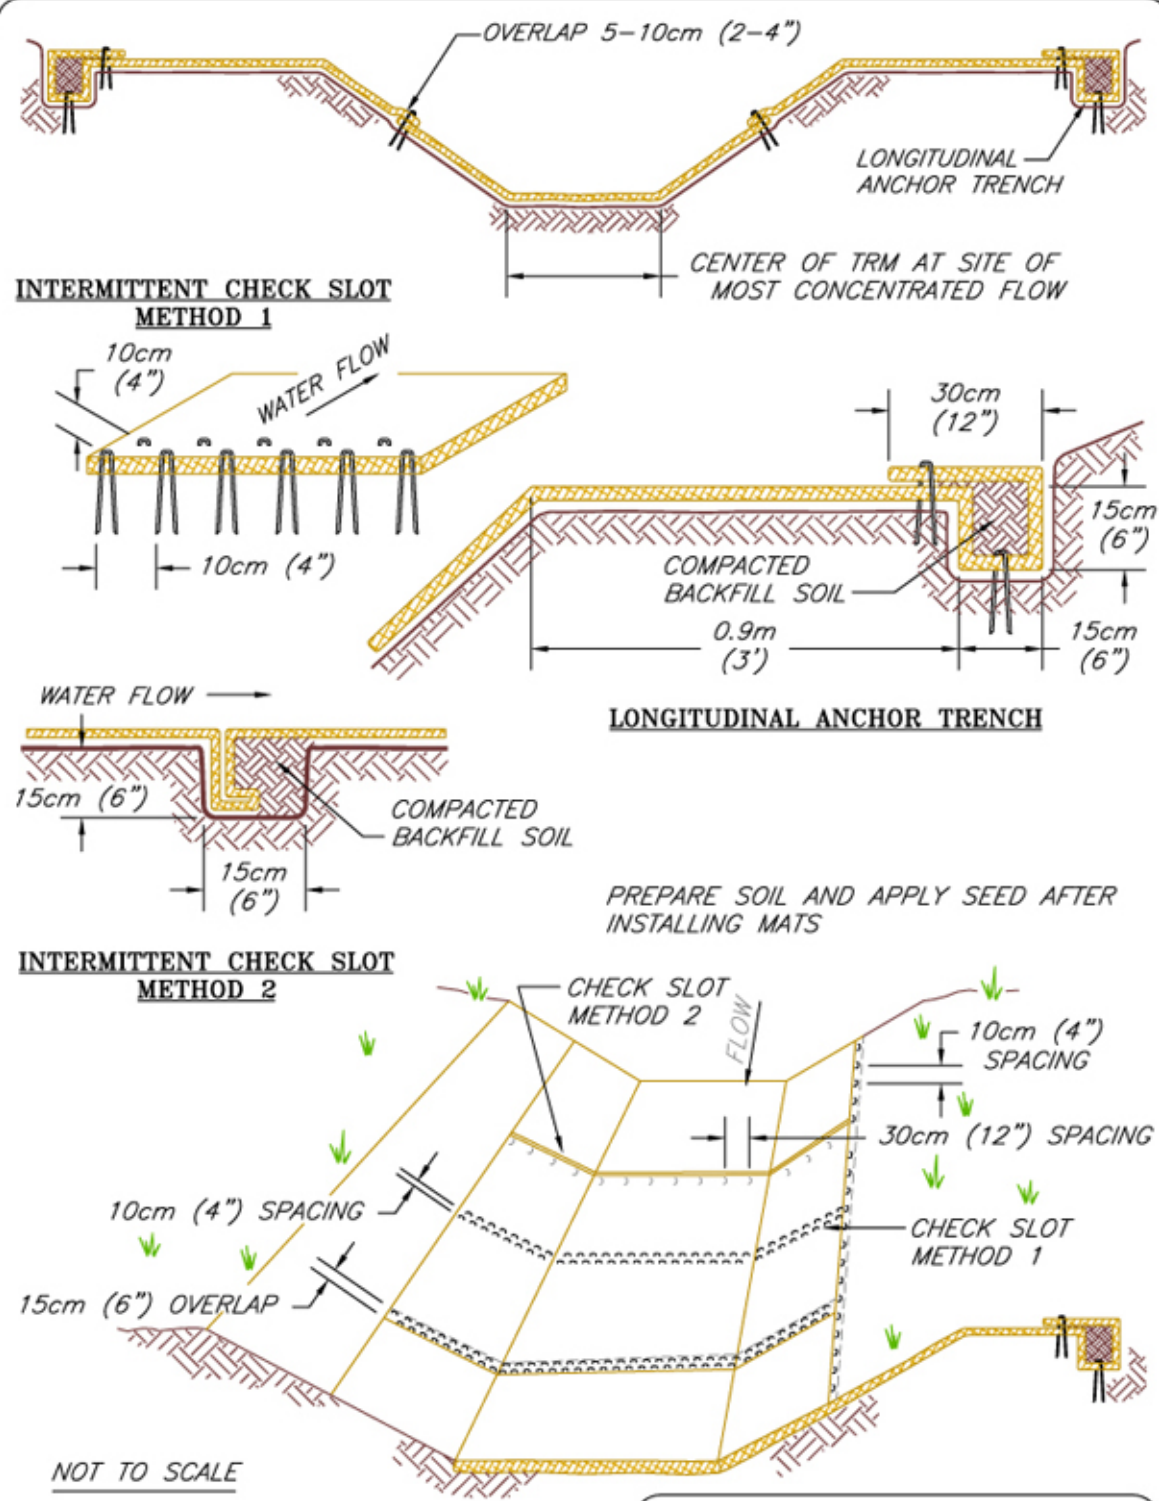 OVERLAP 5-10cm (2-4")
LONGITUDINAL
ANCHOR TRENCH
CENTER OF TRM AT SITE OF
MOST CONCENTRATED FLOW
INTERMITTENT CHECK SLOT
METHOD 1
10cm
(4")
WATER FLOW
10cm (4")
30cm
(12")
15cm
(6")
COMPACTED
BACKFILL SOIL
0.9m
(3')
15cm
(6")
LONGITUDINAL ANCHOR TRENCH
WATER FLOW
15cm (6")
COMPACTED
BACKFILL SOIL
15cm
(6")
INTERMITTENT CHECK SLOT
METHOD 2
PREPARE SOIL AND APPLY SEED AFTER
INSTALLING MATS
CHECK SLOT
METHOD 2
FLOW
10cm (4")
SPACING
30cm (12") SPACING
10cm (4") SPACING
CHECK SLOT
METHOD 1
15cm (6") OVERLAP
NOT TO SCALE